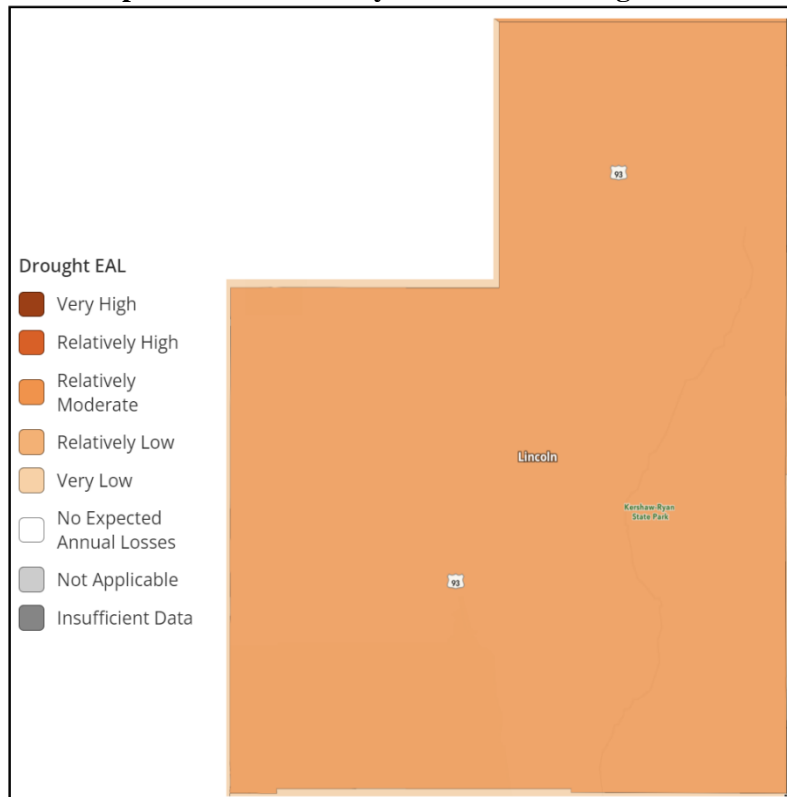 Drought EAL
Very High
Relatively High
Relatively
Moderate
Relatively Low
Very Low
No Expected
Annual Losses
Not Applicable
Insufficient Data
93
Lincoln
Kershaw-Ryan
State Park
93